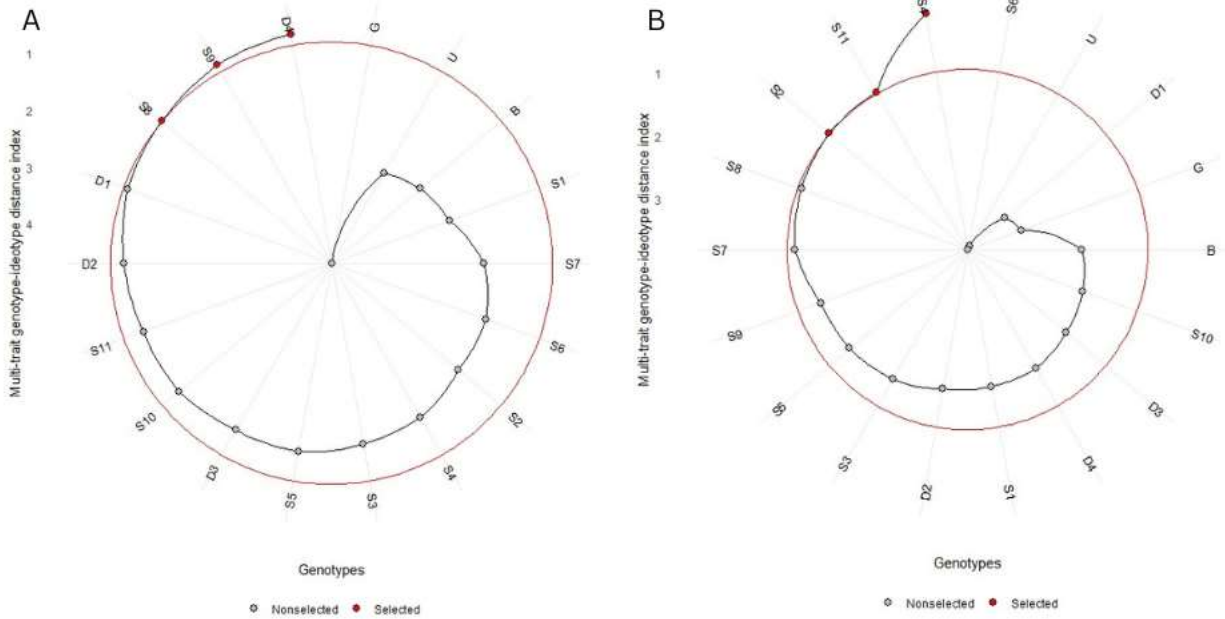 A
Multi-trait genotype-ideotype distance index
1
2
3
4
D4
G
U
B
S1
S7
S6
S2
S4
S3
S5
D3
S10
S11
D2
D1
S8
S9
Genotypes
Nonselected Selected
B
Multi-trait genotype-ideotype distance index
1
2
3
S6
U
D1
G
B
S10
D3
D4
S1
D2
S3
S9
S7
S8
S2
S11
Genotypes
Nonselected Selected